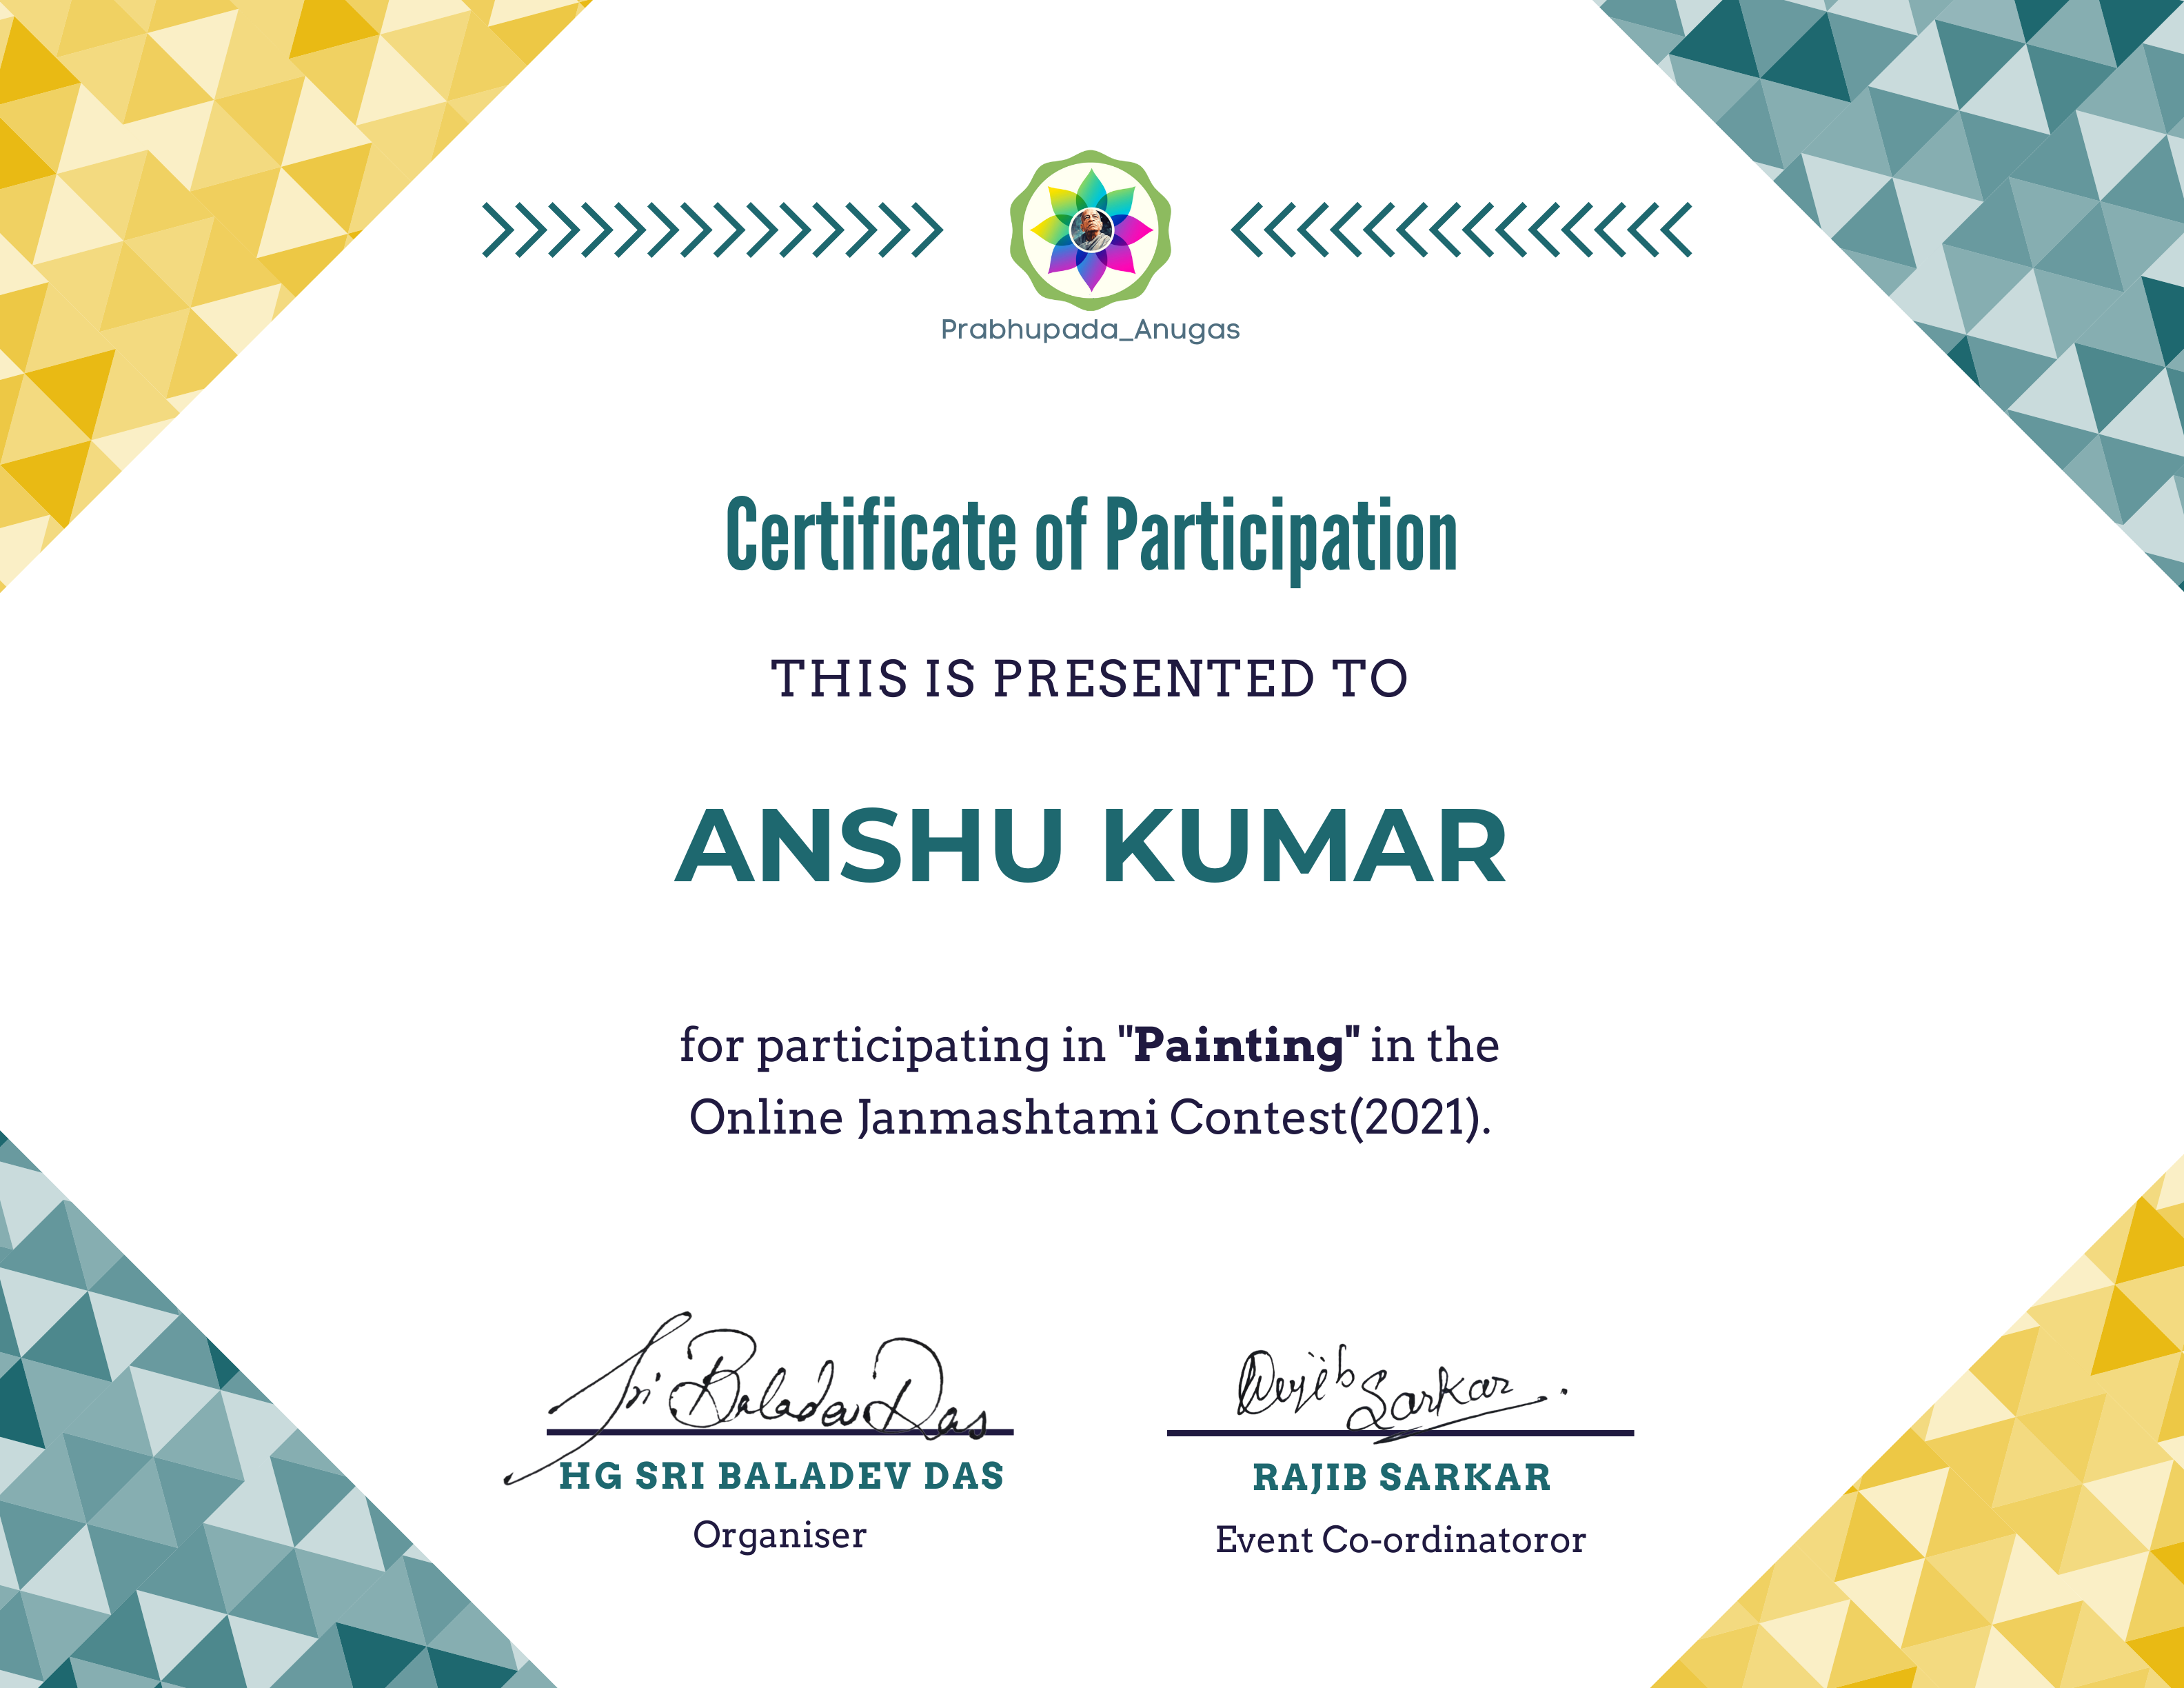 Prabhupada_Anugas
Certificate of Participation
THIS IS PRESENTED TO
ANSHU KUMAR
for participating in "Painting" in the
Online Janmashtami Contest(2021).
Sri Baladev Das
Rajib Sarkar
HG SRI BALADEV DAS
RAJIB SARKAR
Organiser
Event Co-ordinatoror